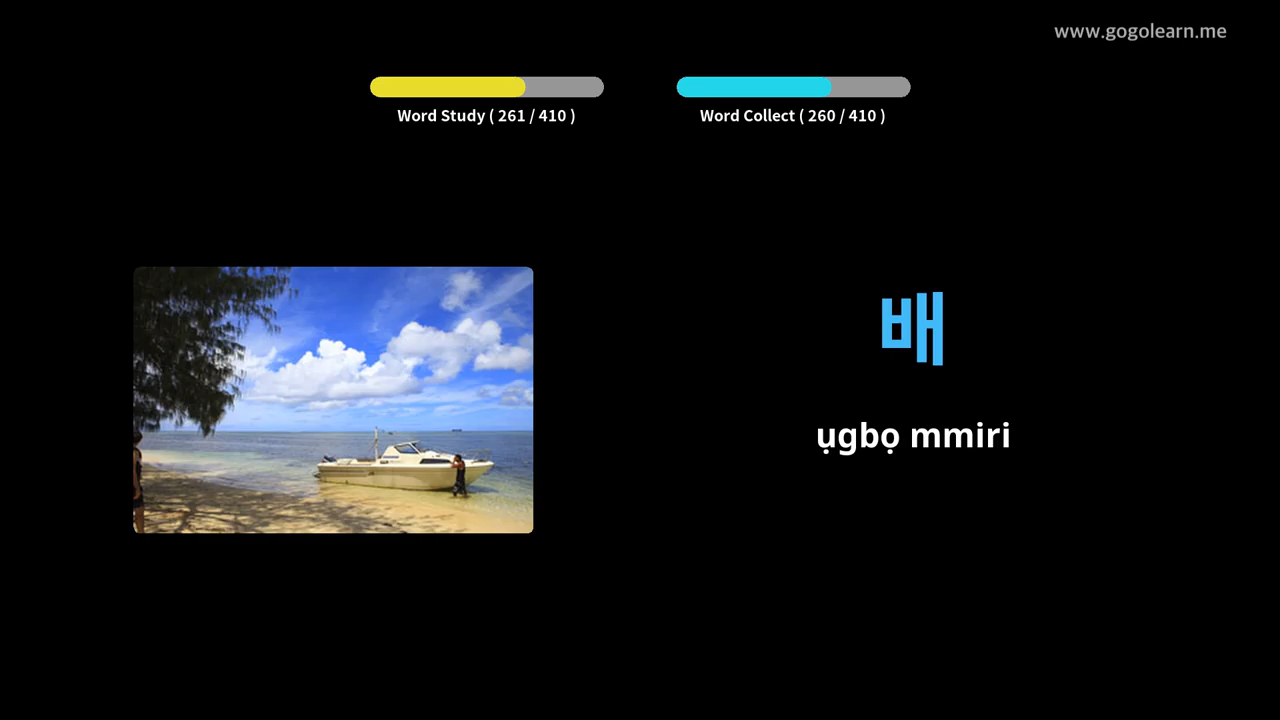 www.gogolearn.me
Word Study ( 261 / 410 )
Word Collect ( 260 / 410 )
배
ụgbọ mmiri